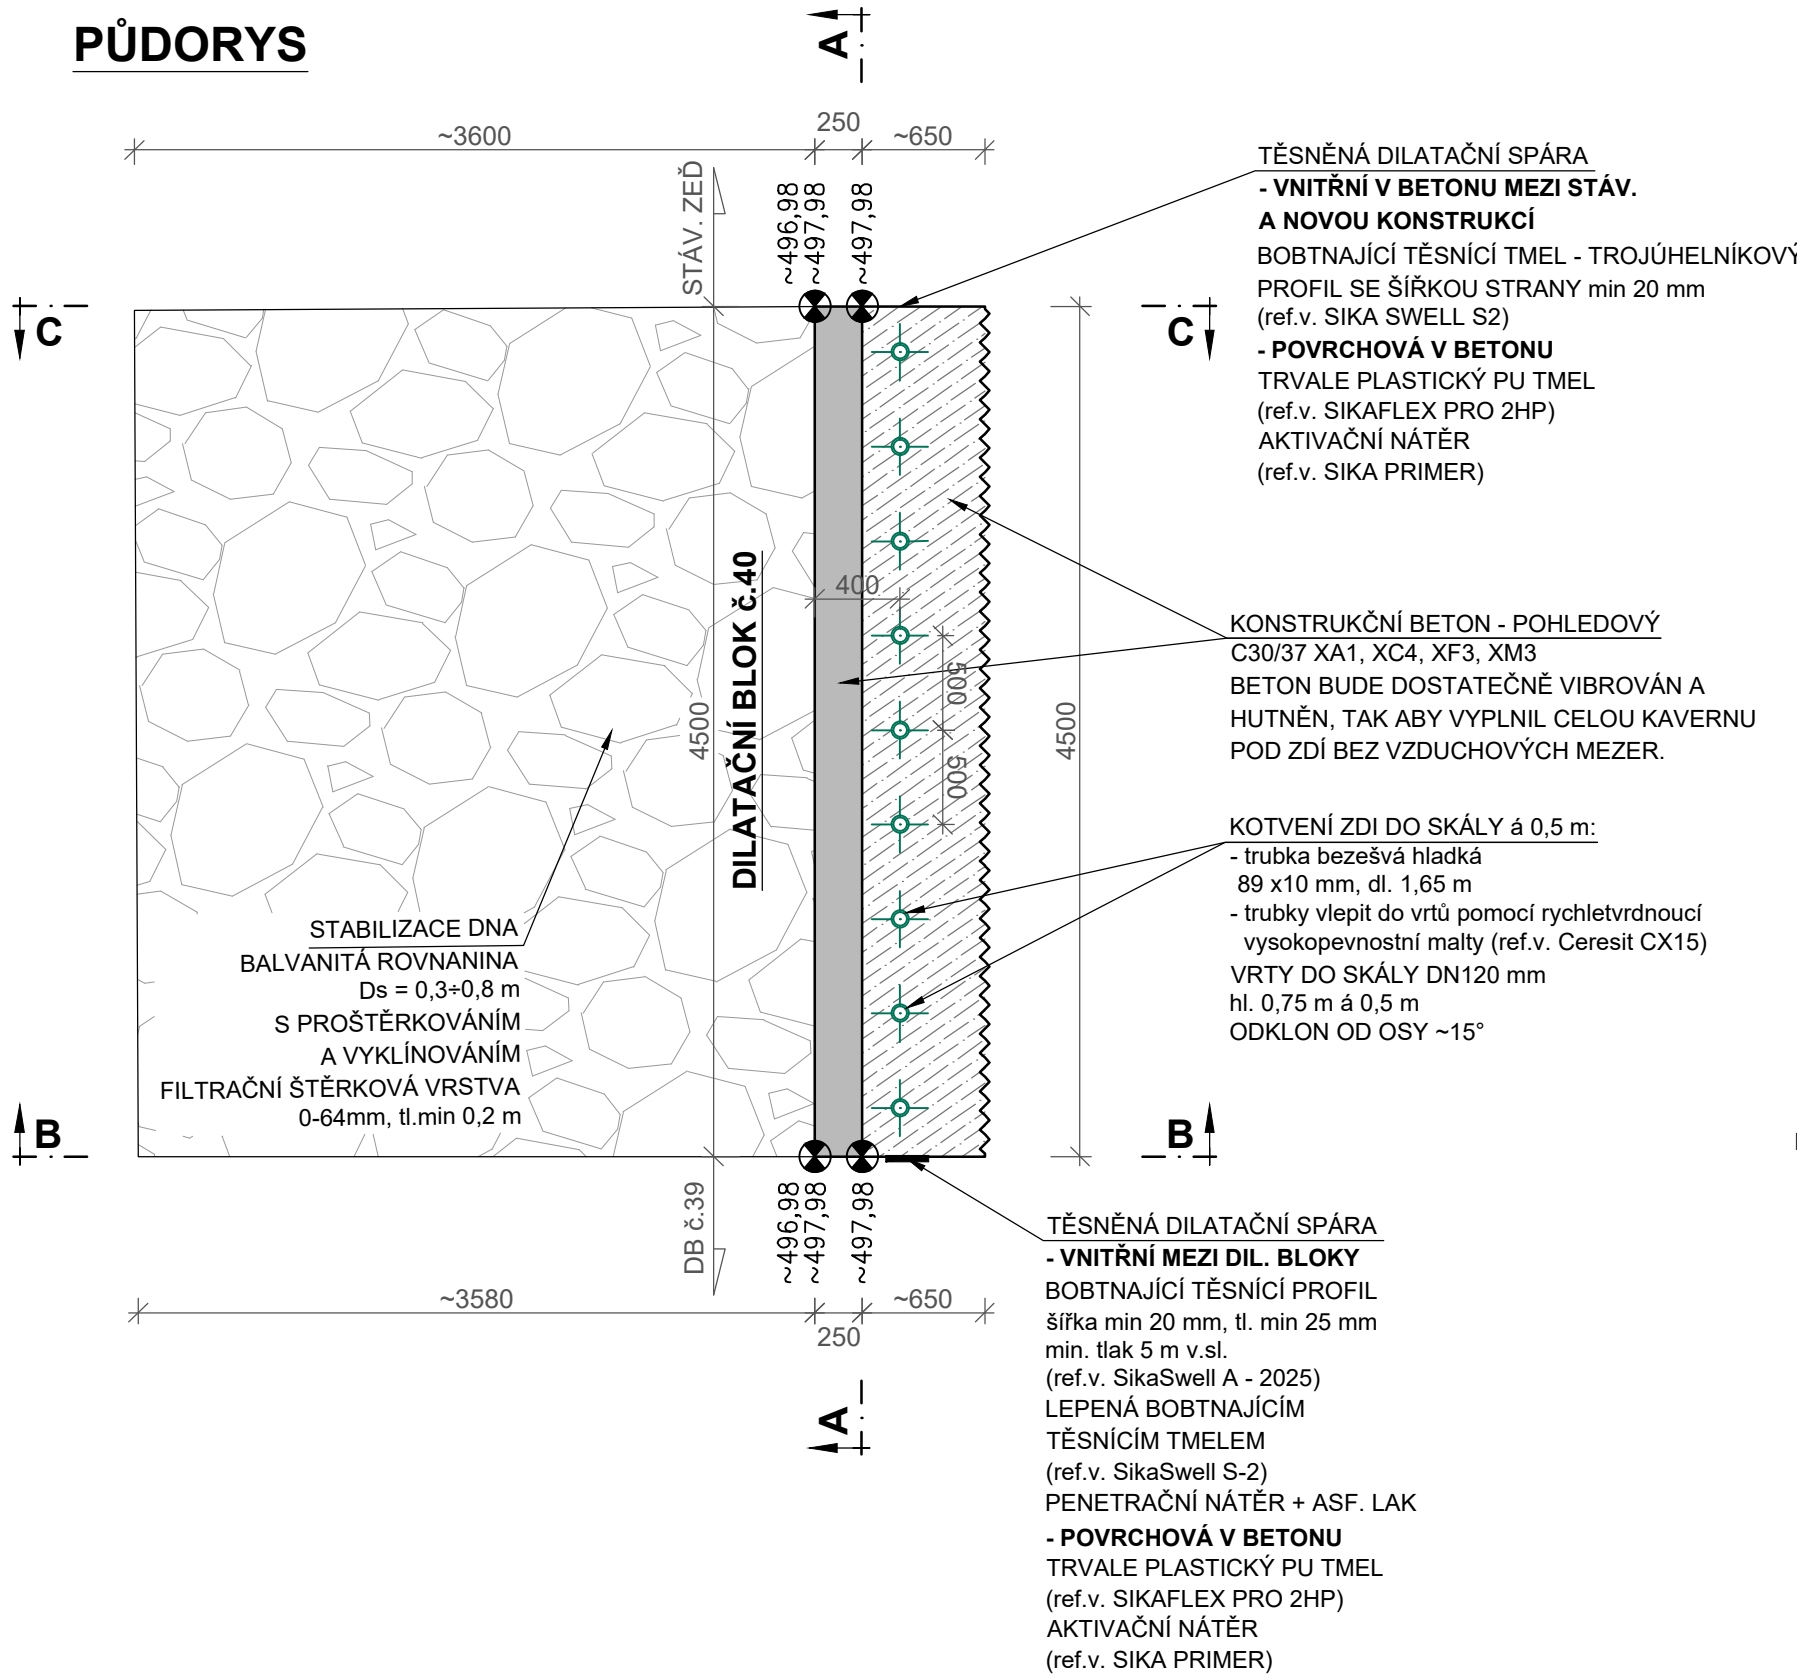 PŮDORYS
A
~3600
250
~650
STÁV. ZEĎ
~496,98
~497,98
~497,98
C
C
TĚSNĚNÁ DILATAČNÍ SPÁRA
- VNITŘNÍ V BETONU MEZI STÁV.
A NOVOU KONSTRUKCÍ
BOBTNAJÍCÍ TĚSNÍCÍ TMEL - TROJÚHELNÍKOVÝ
PROFIL SE ŠÍŘKOU STRANY min 20 mm
(ref.v. SIKA SWELL S2)
- POVRCHOVÁ V BETONU
TRVALE PLASTICKÝ PU TMEL
(ref.v. SIKAFLEX PRO 2HP)
AKTIVAČNÍ NÁTĚR
(ref.v. SIKA PRIMER)
400
500
500
4500
4500
DILATAČNÍ BLOK č.40
KONSTRUKČNÍ BETON - POHLEDOVÝ
C30/37 XA1, XC4, XF3, XM3
BETON BUDE DOSTATEČNĚ VIBROVÁN A
HUTNĚN, TAK ABY VYPLNIL CELOU KAVERNU
POD ZDÍ BEZ VZDUCHOVÝCH MEZER.
KOTVENÍ ZDI DO SKÁLY á 0,5 m:
- trubka bezešvá hladká
89 x10 mm, dl. 1,65 m
- trubky vlepit do vrtů pomocí rychletvrdnoucí
vysokopevnostní malty (ref.v. Ceresit CX15)
VRTY DO SKÁLY DN120 mm
hl. 0,75 m á 0,5 m
ODKLON OD OSY ~15°
STABILIZACE DNA
BALVANITÁ ROVNANINA
Ds = 0,3÷0,8 m
S PROŠTĚRKOVÁNÍM
A VYKLÍNOVÁNÍM
FILTRAČNÍ ŠTĚRKOVÁ VRSTVA
0-64mm, tl.min 0,2 m
B
B
DB č.39
~496,98
~497,98
~497,98
~3580
250
~650
A
TĚSNĚNÁ DILATAČNÍ SPÁRA
- VNITŘNÍ MEZI DIL. BLOKY
BOBTNAJÍCÍ TĚSNÍCÍ PROFIL
šířka min 20 mm, tl. min 25 mm
min. tlak 5 m v.sl.
(ref.v. SikaSwell A - 2025)
LEPENÁ BOBTNAJÍCÍM
TĚSNÍCÍM TMELEM
(ref.v. SikaSwell S-2)
PENETRAČNÍ NÁTĚR + ASF. LAK
- POVRCHOVÁ V BETONU
TRVALE PLASTICKÝ PU TMEL
(ref.v. SIKAFLEX PRO 2HP)
AKTIVAČNÍ NÁTĚR
(ref.v. SIKA PRIMER)